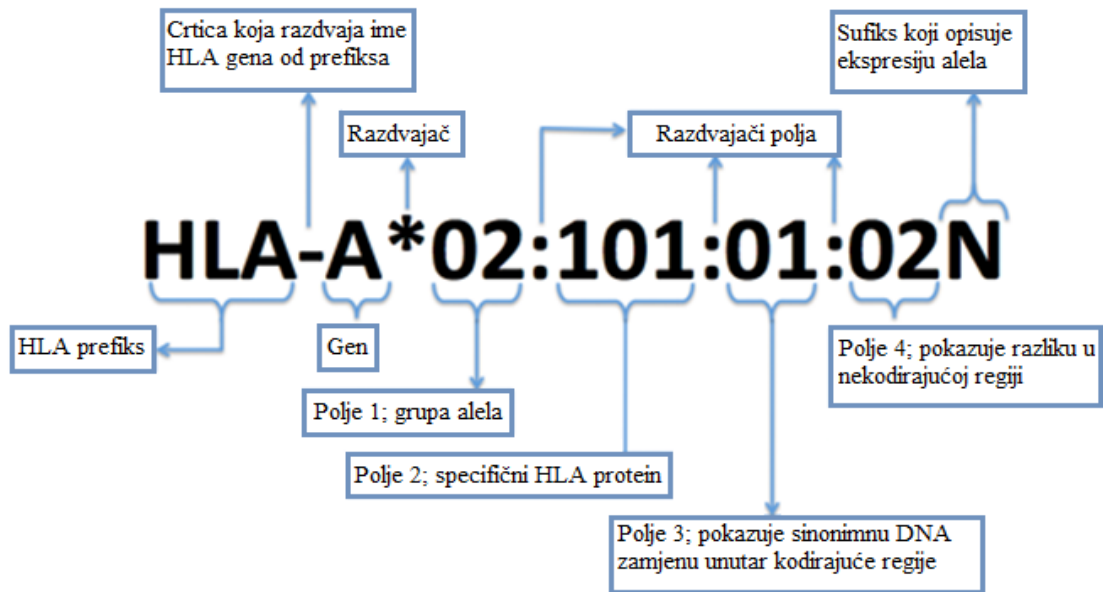 Crtica koja razdvaja ime
HLA gena od prefiksa
Sufiks koji opisuje
ekspresiju alela
Razdvajač
Razdvajači polja
HLA-A*02:101:01:02N
HLA prefiks
Gen
Polje 4; pokazuje razliku u
nekodirajućoj regiji
Polje 1; grupa alela
Polje 2; specifični HLA protein
Polje 3; pokazuje sinonimnu DNA
zamjenu unutar kodirajuće regije